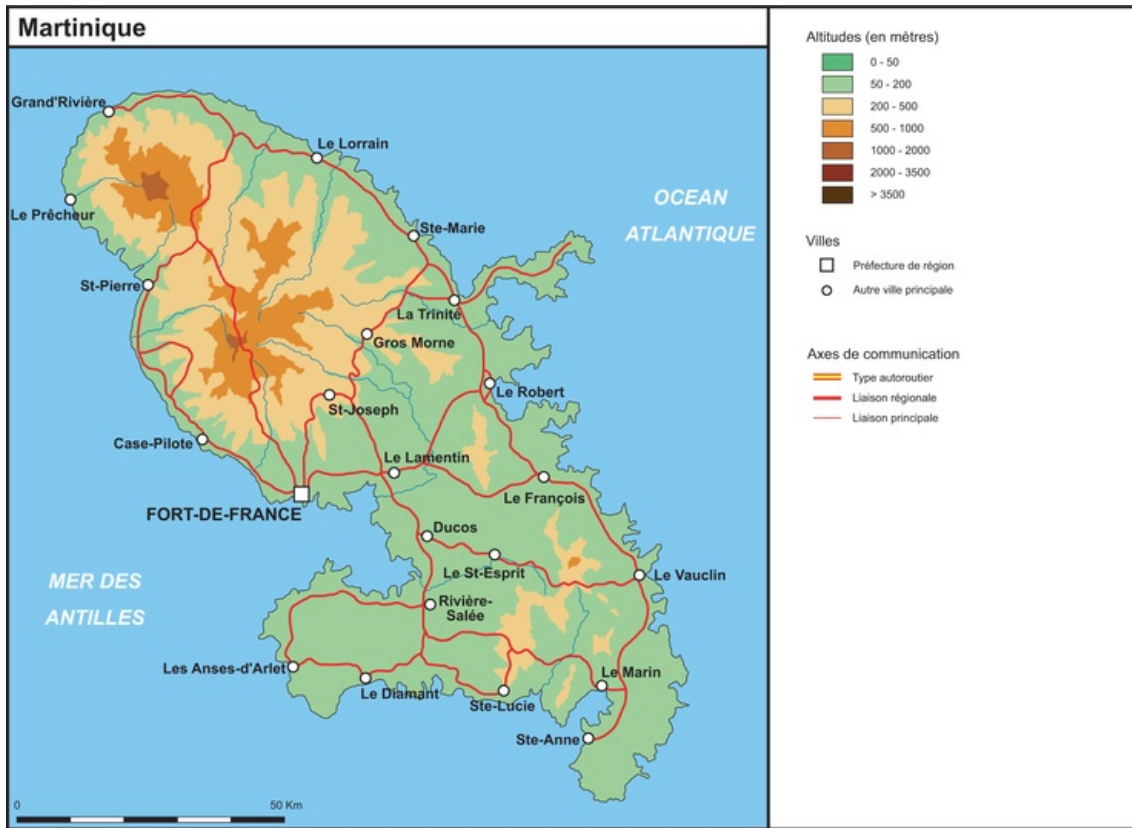 Martinique
Grand'Rivière
Le Lorrain
Le Prêcheur
OCEAN
ATLANTIQUE
Ste-Marie
St-Pierre
La Trinité
Gros Morne
Le Robert
St-Joseph
Case-Pilote
Le Lamentin
Le François
FORT-DE-FRANCE
Ducos
Le St-Esprit
Le Vauclin
MER DES
ANTILLES
Rivière-
Salée
Les Anses-d'Arlet
Le Diamant
Le Marin
Ste-Lucie
Ste-Anne
0
50 Km
Altitudes (en mètres)
0 - 50
50 - 200
200 - 500
500 - 1000
1000 - 2000
2000 - 3500
> 3500
Villes
Préfecture de région
Autre ville principale
Axes de communication
Type autoroutier
Liaison régionale
Liaison principale